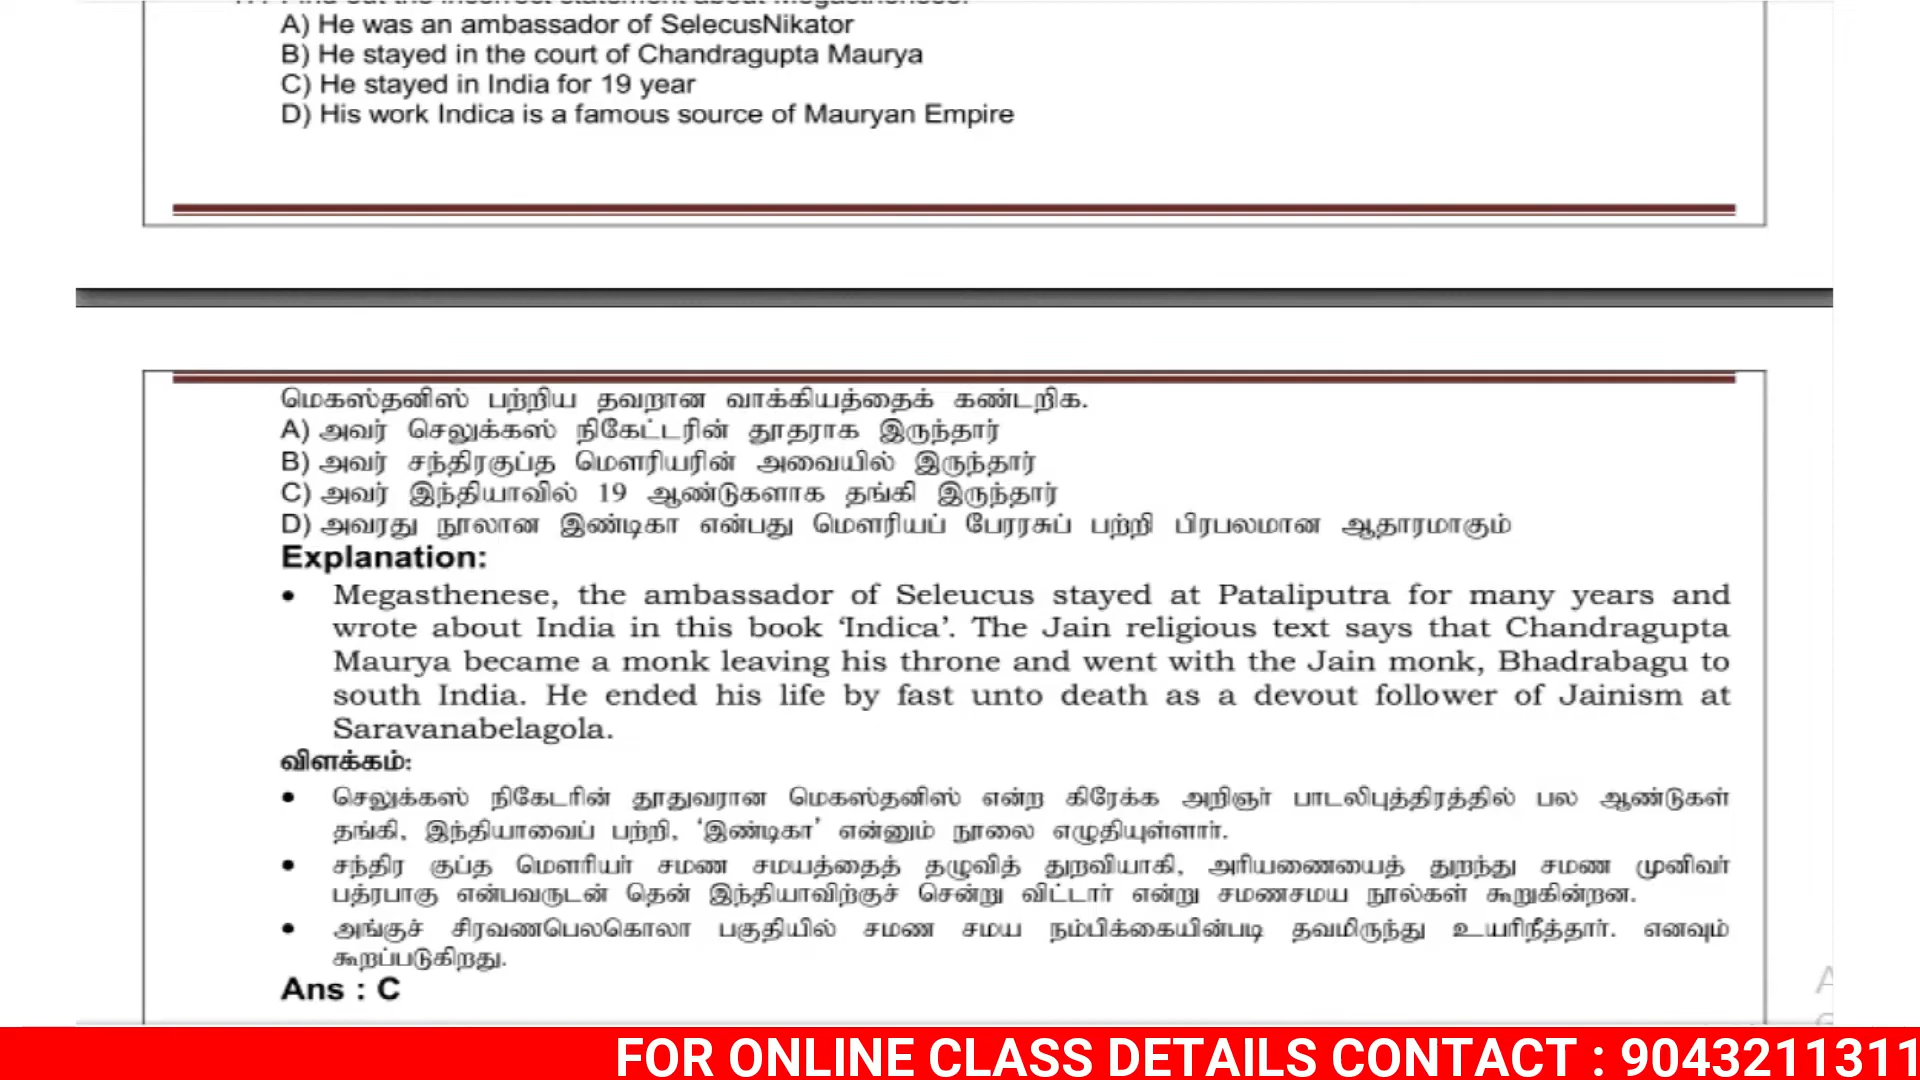 Find out the incorrect statement about Megasthenese.
A) He was an ambassador of SelecusNikator
B) He stayed in the court of Chandragupta Maurya
C) He stayed in India for 19 year
D) His work Indica is a famous source of Mauryan Empire
மெகஸ்தனிஸ் பற்றிய தவறான வாக்கியத்தைக் கண்டறிக.
A) அவர் செலுக்கஸ் நிகேட்டரின் தூதராக இருந்தார்
B) அவர் சந்திரகுப்த மௌரியரின் அவையில் இருந்தார்
C) அவர் இந்தியாவில் 19 ஆண்டுகளாக தங்கி இருந்தார்
D) அவரது நூலான இண்டிகா என்பது மௌரியப் பேரரசுப் பற்றி பிரபலமான ஆதாரமாகும்
Explanation:
• Megasthenese, the ambassador of Seleucus stayed at Pataliputra for many years and
wrote about India in this book ‘Indica’. The Jain religious text says that Chandragupta
Maurya became a monk leaving his throne and went with the Jain monk, Bhadrabagu to
south India. He ended his life by fast unto death as a devout follower of Jainism at
Saravanabelagola.
விளக்கம்:
• செலுக்கஸ் நிகேடரின் தூதுவரான மெகஸ்தனிஸ் என்ற கிரேக்க அறிஞர் பாடலிபுத்திரத்தில் பல ஆண்டுகள்
தங்கி, இந்தியாவைப் பற்றி, ‘இண்டிகா’ என்னும் நூலை எழுதியுள்ளார்.
• சந்திர குப்த மௌரியர் சமண சமயத்தைத் தழுவித் துறவியாகி, அரியணையைத் துறந்து சமண முனிவர்
பத்ரபாகு என்பவருடன் தென் இந்தியாவிற்குச் சென்று விட்டார் என்று சமணசமய நூல்கள் கூறுகின்றன.
• அங்குச் சிரவணபெலகொலா பகுதியில் சமண சமய நம்பிக்கையின்படி தவமிருந்து உயிரிநீத்தார். எனவும்
கூறப்படுகிறது.
Ans : C
FOR ONLINE CLASS DETAILS CONTACT : 9043211311